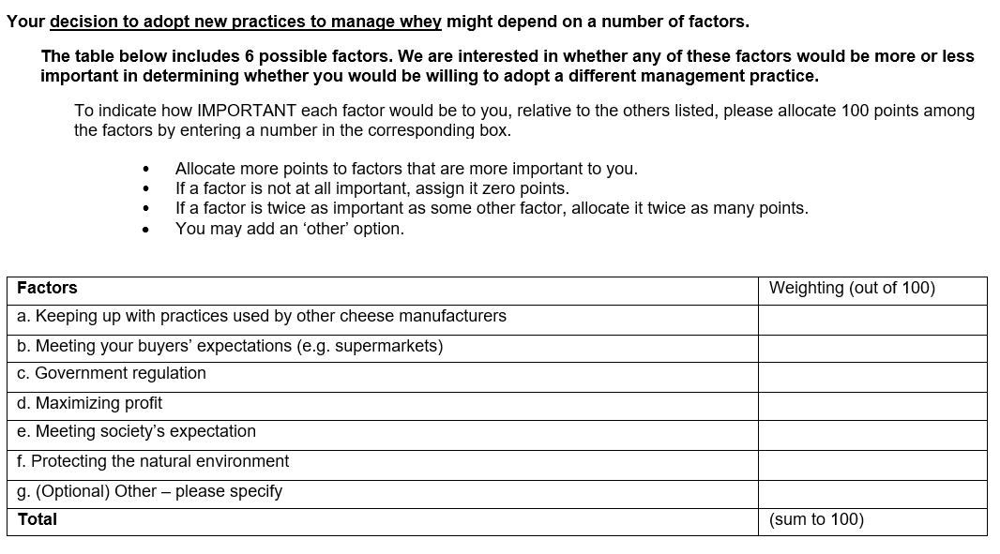 Your decision to adopt new practices to manage whey might depend on a number of factors.
The table below includes 6 possible factors. We are interested in whether any of these factors would be more or less
important in determining whether you would be willing to adopt a different management practice.
To indicate how IMPORTANT each factor would be to you, relative to the others listed, please allocate 100 points among
the factors by entering a number in the corresponding box.
• Allocate more points to factors that are more important to you.
• If a factor is not at all important, assign it zero points.
• If a factor is twice as important as some other factor, allocate it twice as many points.
• You may add an ‘other’ option.
Factors Weighting (out of 100)
a. Keeping up with practices used by other cheese manufacturers
b. Meeting your buyers’ expectations (e.g. supermarkets)
c. Government regulation
d. Maximizing profit
e. Meeting society’s expectation
f. Protecting the natural environment
g. (Optional) Other – please specify
Total (sum to 100)